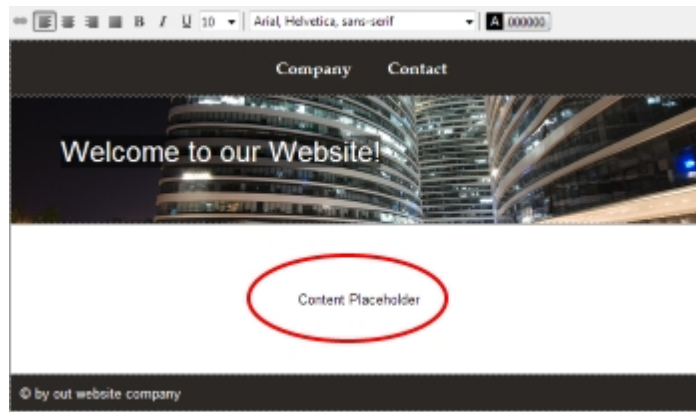 B I U 10 Arial, Helvetica, sans-serif A 000000
Company Contact
Welcome to our Website!
Content Placeholder
© by out website company